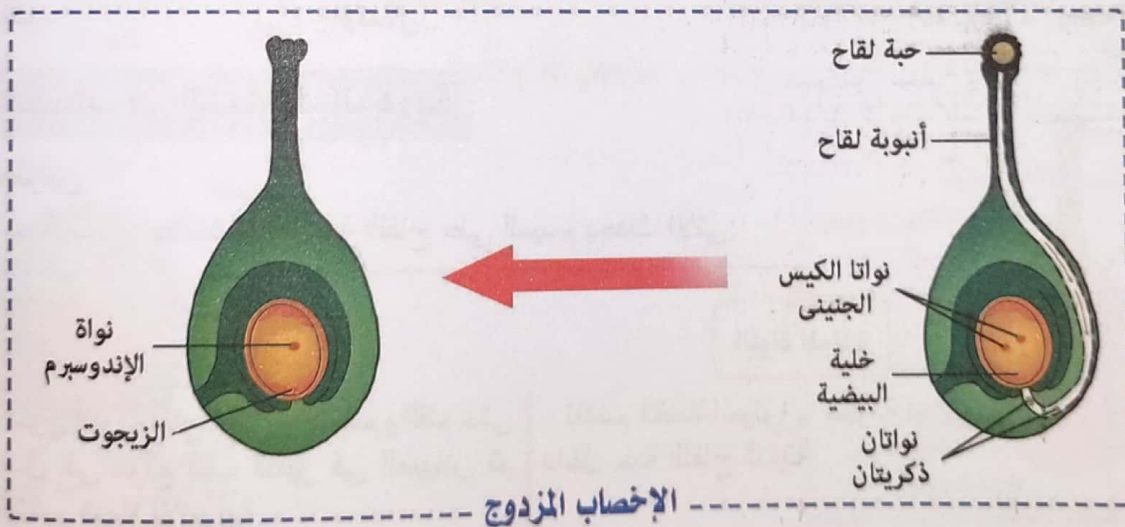 حبة لقاح
أنبوبة لقاح
نواتا الكيس
الجنينى
خلية
البيضية
نواتان
ذكريتان
نواة
الإندوسبرم
الزيجوت
الإخصاب المزدوج